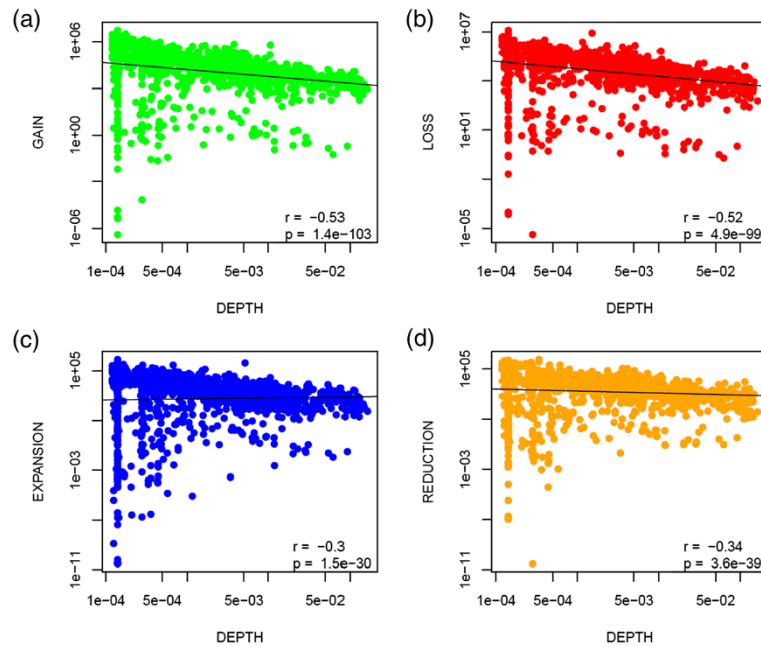 (a)
GAIN
1e+06
1e+00
1e-06
r = -0.53
p = 1.4e-103
1e-04 5e-04 5e-03 5e-02
DEPTH
(b)
LOSS
1e+07
1e+01
1e-05
r = -0.52
p = 4.9e-99
1e-04 5e-04 5e-03 5e-02
DEPTH
(c)
EXPANSION
1e+05
1e-03
1e-11
r = -0.3
p = 1.5e-30
1e-04 5e-04 5e-03 5e-02
DEPTH
(d)
REDUCTION
1e+05
1e-03
1e-11
r = -0.34
p = 3.6e-39
1e-04 5e-04 5e-03 5e-02
DEPTH